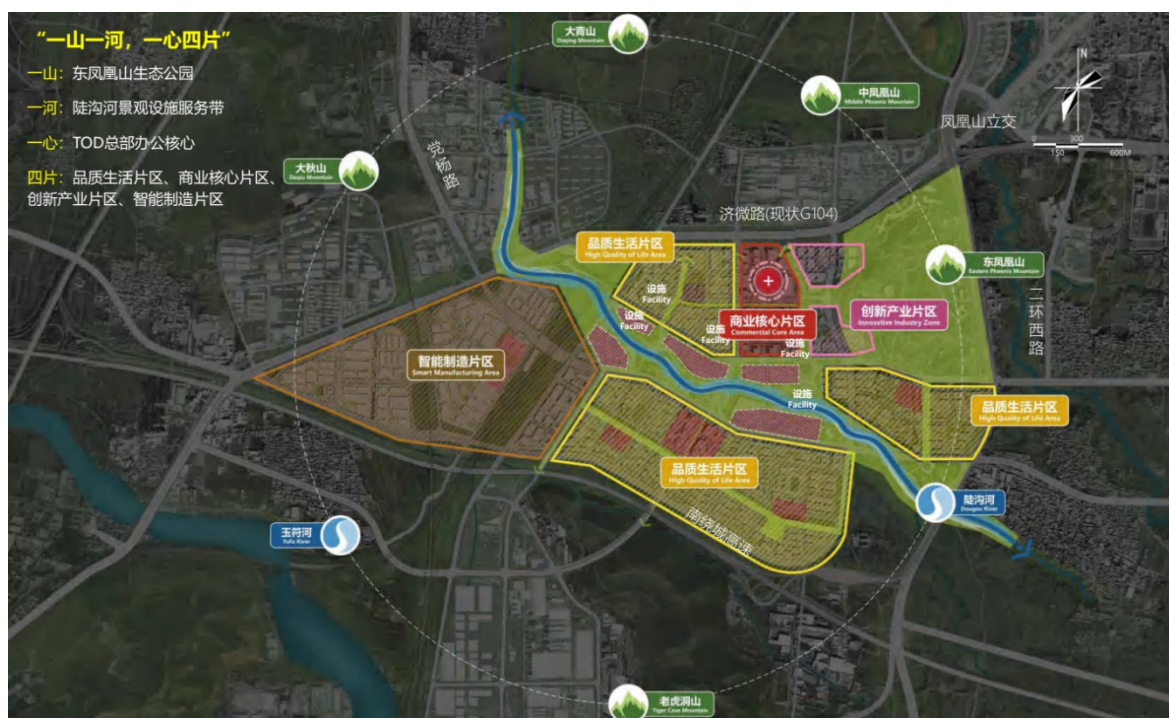 “一山一河，一心四片”
一山：东凤凰山生态公园
一河：陡沟河景观设施服务带
一心：TOD总部办公核心
四片：品质生活片区、商业核心片区、
创新产业片区、智能制造片区
大青山
Daqing Mountain
中凤凰山
Middle Phoenix Mountain
N
凤凰山立交
0 300
150 600M
党杨路
大秋山
Daqiu Mountain
济微路(现状G104)
品质生活片区
High Quality of Life Area
东凤凰山
Eastern Phoenix Mountain
二环西路
设施
Facility
设施
Facility
设施
Facility
商业核心片区
Commercial Core Area
设施
Facility
创新产业片区
Innovative Industry Zone
智能制造片区
Smart Manufacturing Area
设施
Facility
品质生活片区
High Quality of Life Area
品质生活片区
High Quality of Life Area
陡沟河
Dougou River
南绕城高速
玉符河
Yufu River
老虎洞山
Tiger Cave Mountain